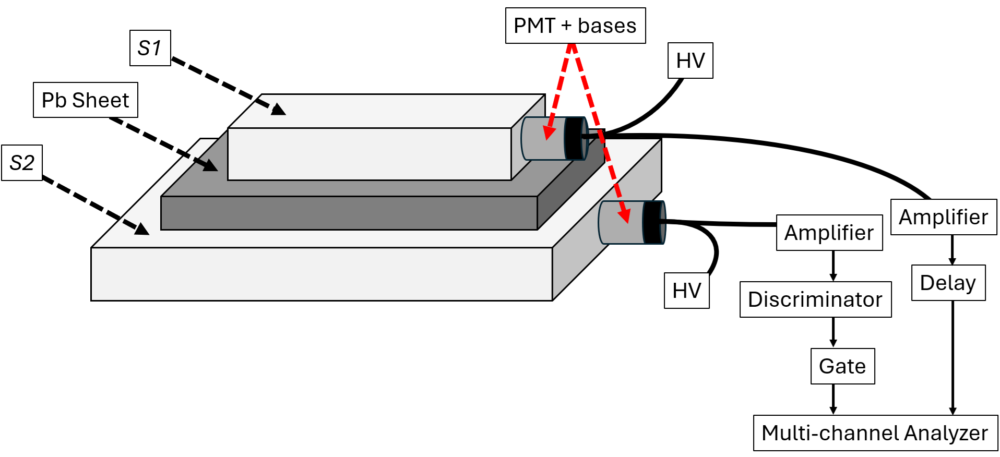 PMT + bases
S1
HV
Pb Sheet
S2
Amplifier
Amplifier
Delay
HV
Discriminator
Gate
Multi-channel Analyzer